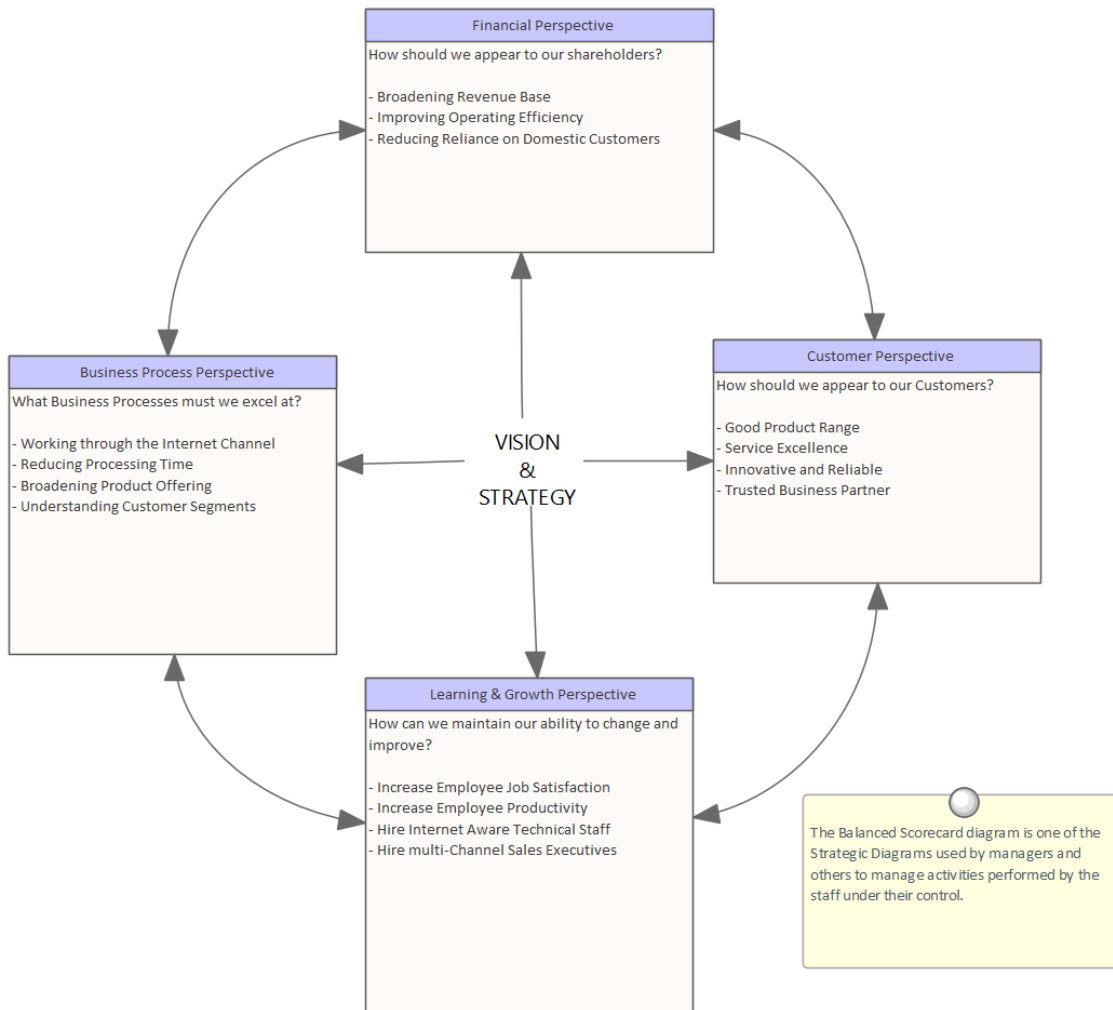 Financial Perspective
How should we appear to our shareholders?
- Broadening Revenue Base
- Improving Operating Efficiency
- Reducing Reliance on Domestic Customers
Business Process Perspective
What Business Processes must we excel at?
- Working through the Internet Channel
- Reducing Processing Time
- Broadening Product Offering
- Understanding Customer Segments
VISION
&
STRATEGY
Customer Perspective
How should we appear to our Customers?
- Good Product Range
- Service Excellence
- Innovative and Reliable
- Trusted Business Partner
Learning & Growth Perspective
How can we maintain our ability to change and
improve?
- Increase Employee Job Satisfaction
- Increase Employee Productivity
- Hire Internet Aware Technical Staff
- Hire multi-Channel Sales Executives
The Balanced Scorecard diagram is one of the
Strategic Diagrams used by managers and
others to manage activities performed by the
staff under their control.